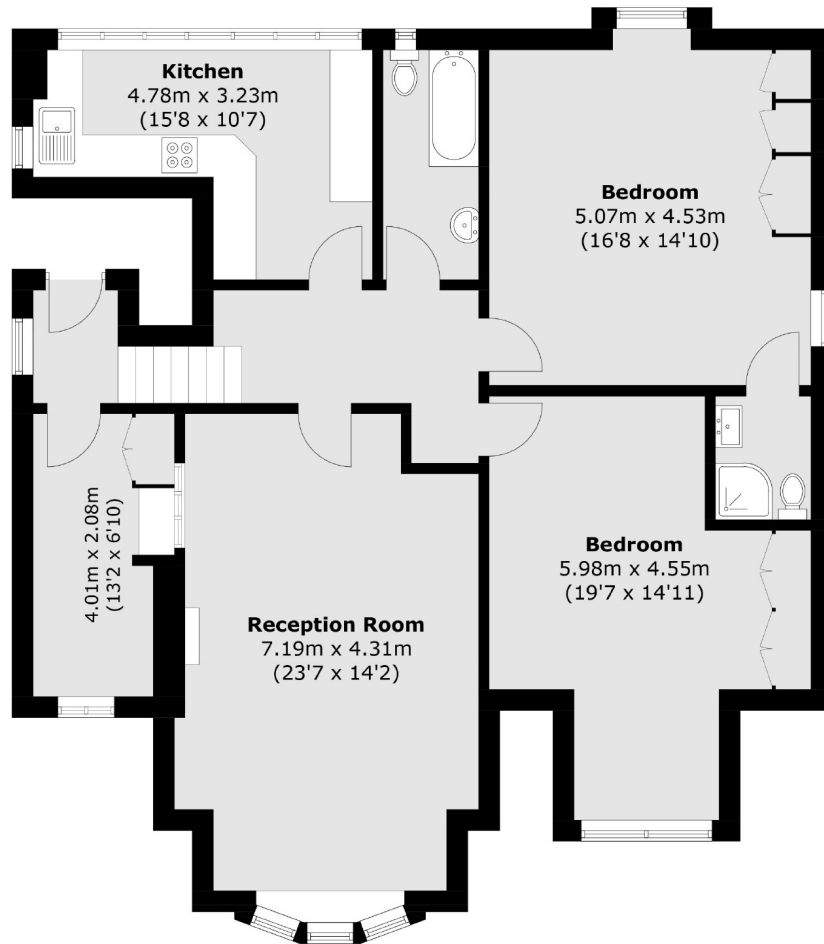 Kitchen
4.78m x 3.23m
(15'8 x 10'7)
Bedroom
5.07m x 4.53m
(16'8 x 14'10)
4.01m x 2.08m
(13'2 x 6'10)
Bedroom
5.98m x 4.55m
(19'7 x 14'11)
Reception Room
7.19m x 4.31m
(23'7 x 14'2)